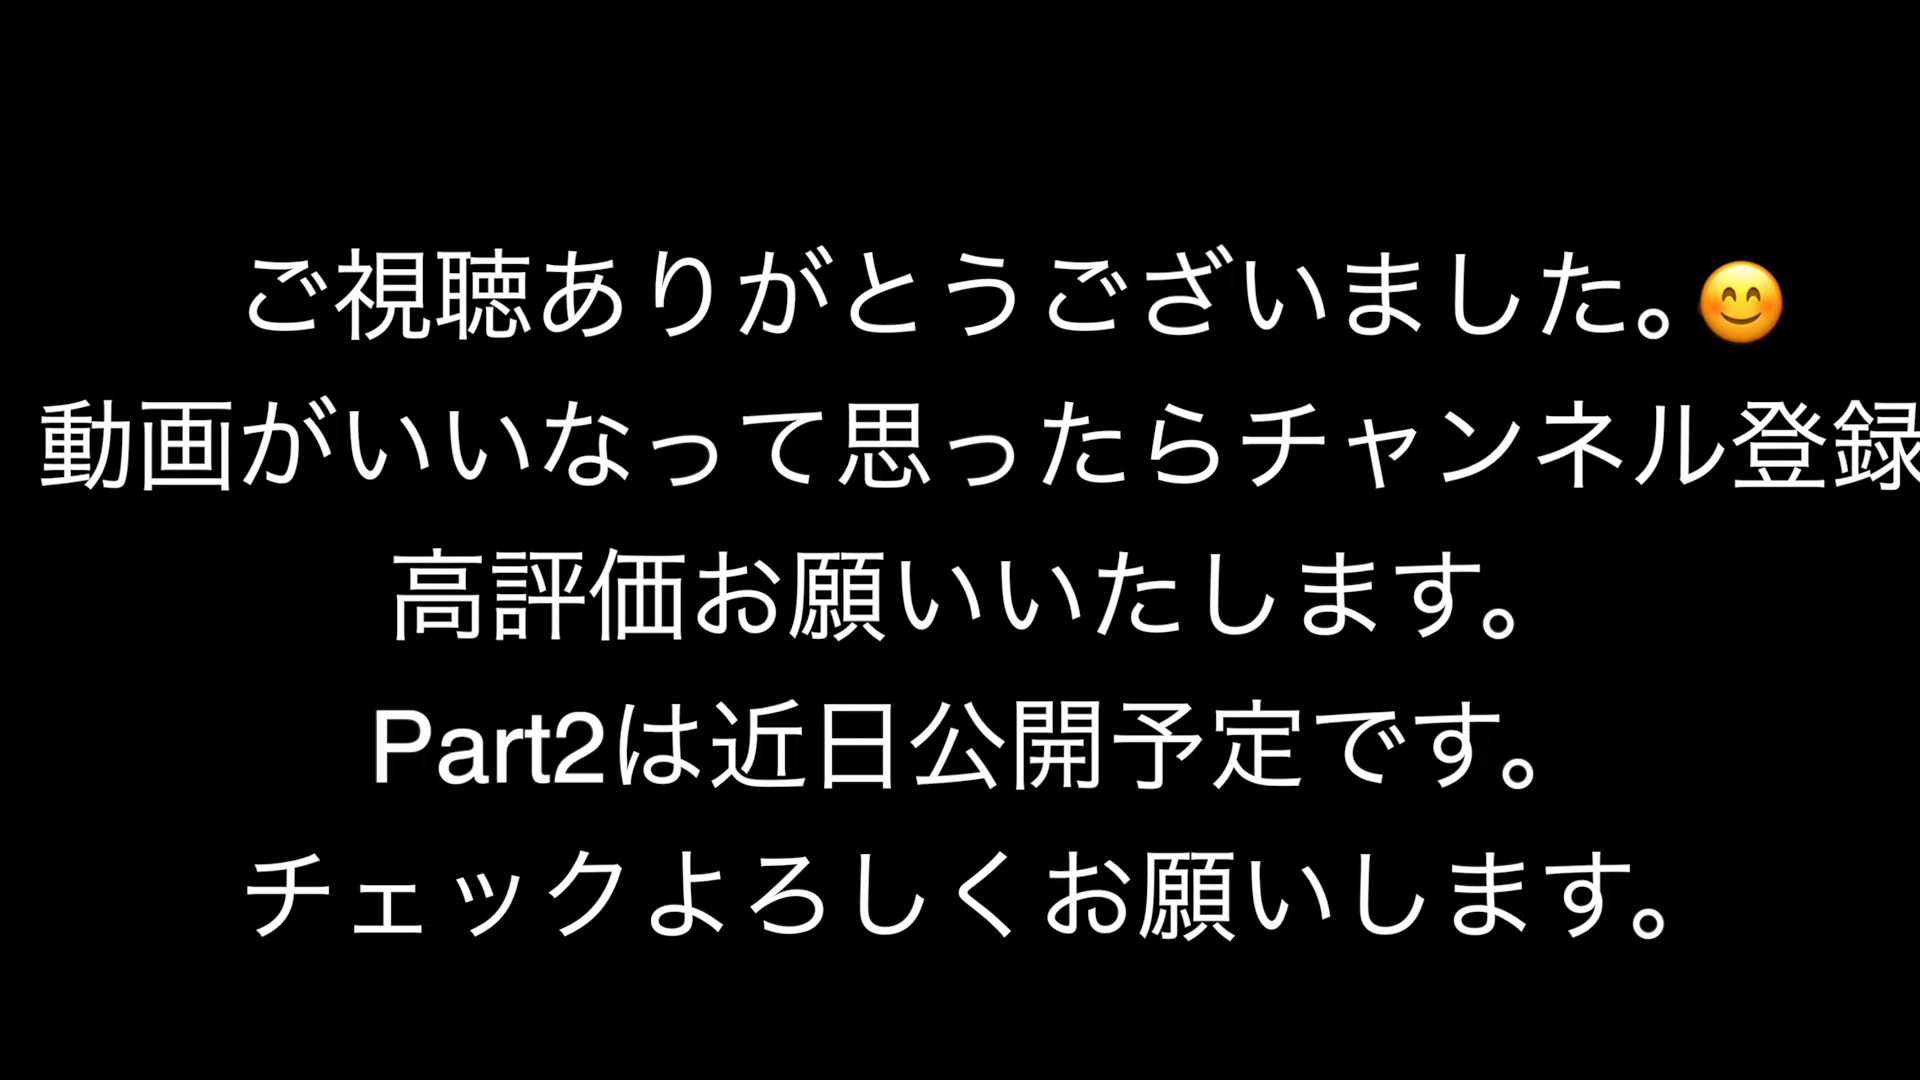 ご視聴ありがとうございました。😊
動画がいいなって思ったらチャンネル登録
高評価お願いいたします。
Part2は近日公開予定です。
チェックよろしくお願いします。